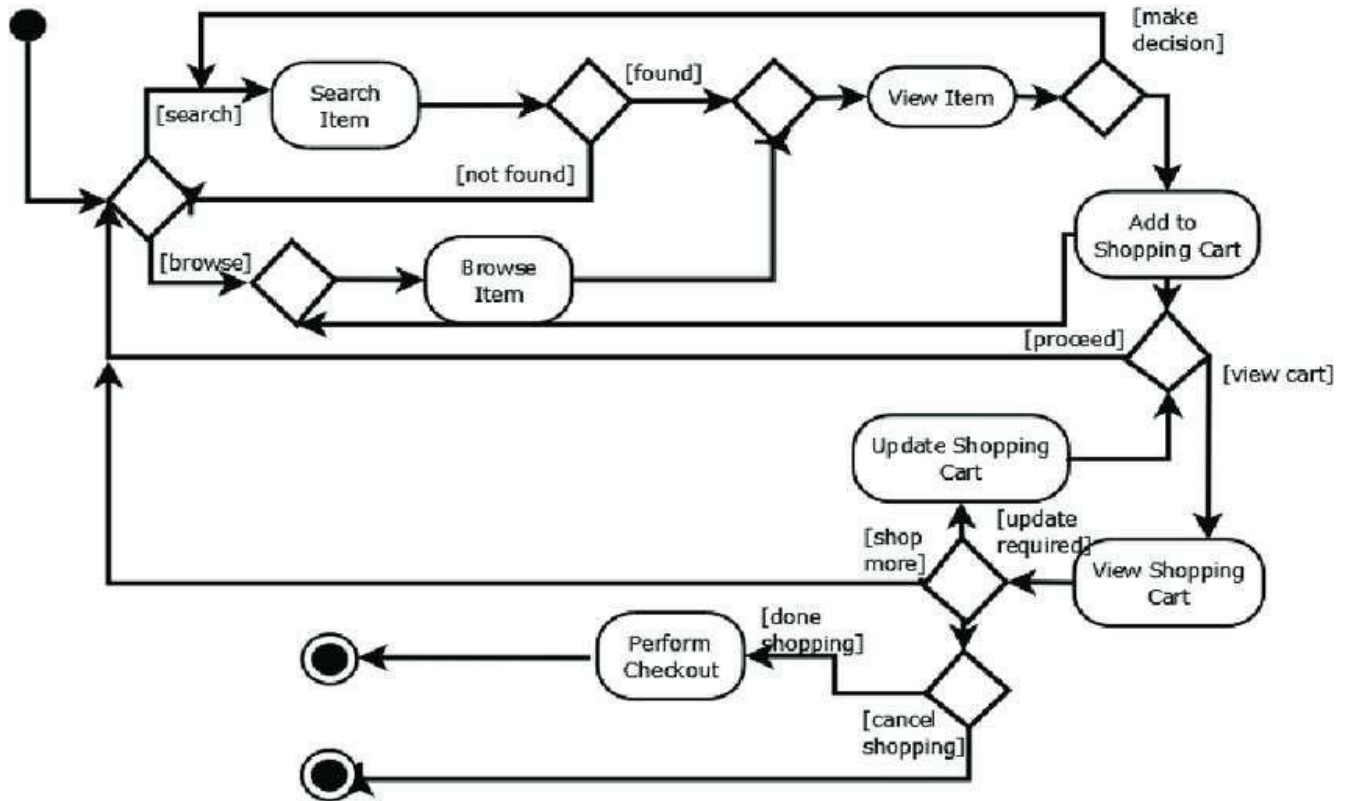 [make
decision]
[found]
Search
Item
View Item
[search]
[not found]
Add to
Shopping Cart
[browse]
Browse
Item
[proceed]
[view cart]
Update Shopping
Cart
[shop
more]
[update
required]
View Shopping
Cart
[done
shopping]
Perform
Checkout
[cancel
shopping]